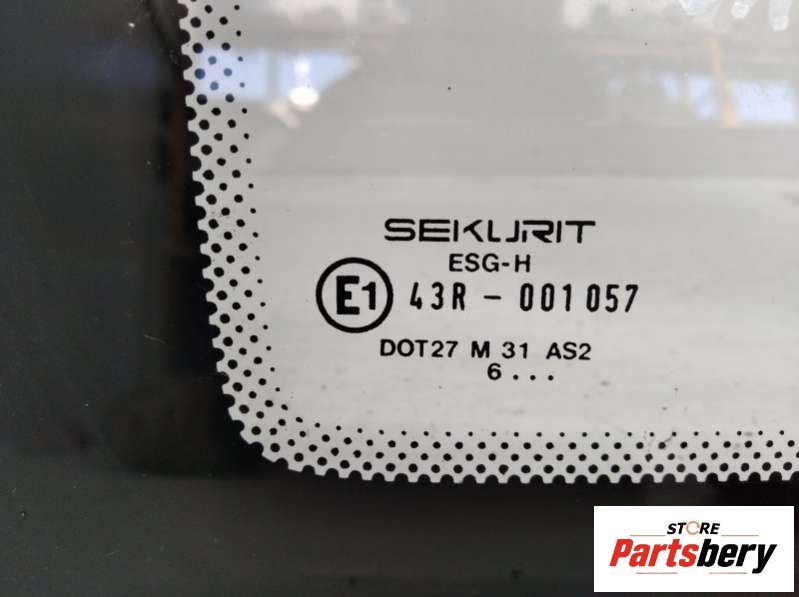 SEKURIT
ESG-H
E1 43R - 001057
DOT27 M 31 AS2
6 ...
STORE
Partsbery